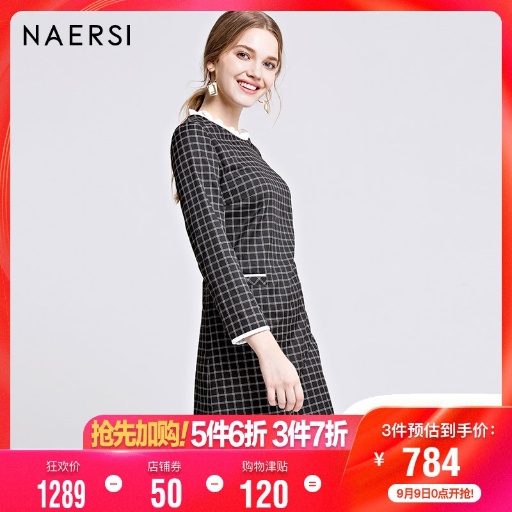 NAERSI
抢先加购! 5件6折 3件7折
3件预估到手价:
狂欢价 店铺券 购物津贴
1289 - 50 - 120 =
¥ 784
9月9日0点开抢!